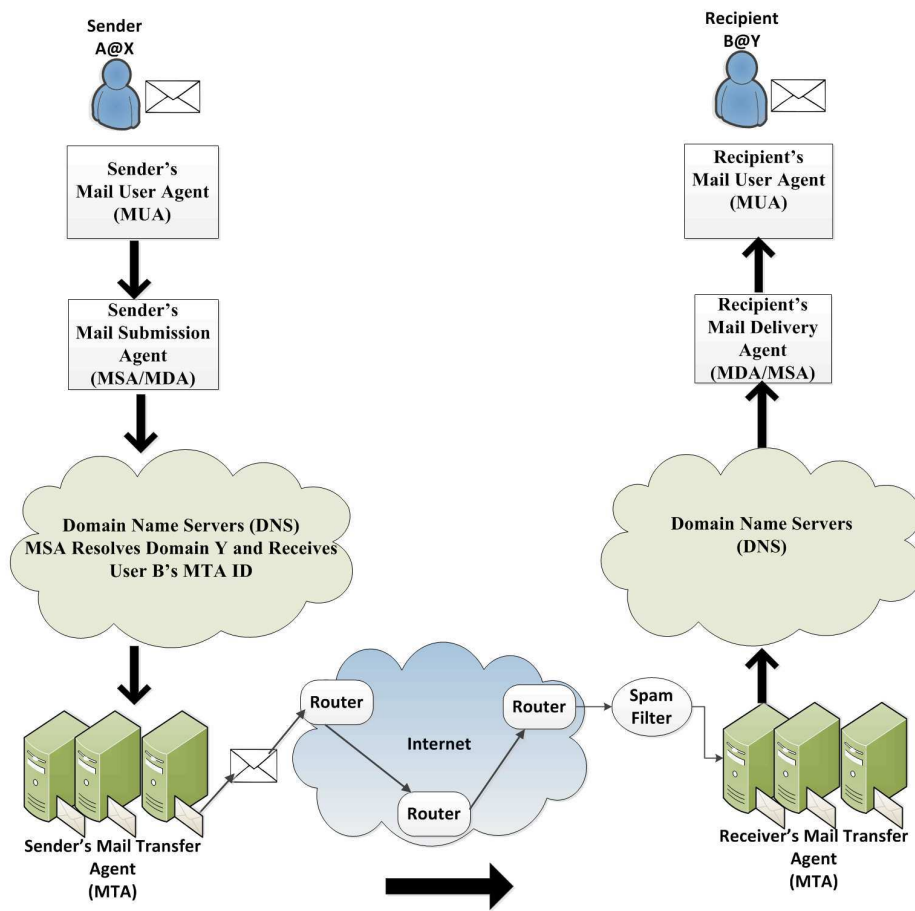 Sender
A@X
Sender's
Mail User Agent
(MUA)
Sender's
Mail Submission
Agent
(MSA/MDA)
Domain Name Servers (DNS)
MSA Resolves Domain Y and Receives
User B's MTA ID
Sender's Mail Transfer
Agent
(MTA)
Router
Internet
Router
Router
Spam
Filter
Recipient
B@Y
Recipient's
Mail User Agent
(MUA)
Recipient's
Mail Delivery
Agent
(MDA/MSA)
Domain Name Servers
(DNS)
Receiver's Mail Transfer
Agent
(MTA)